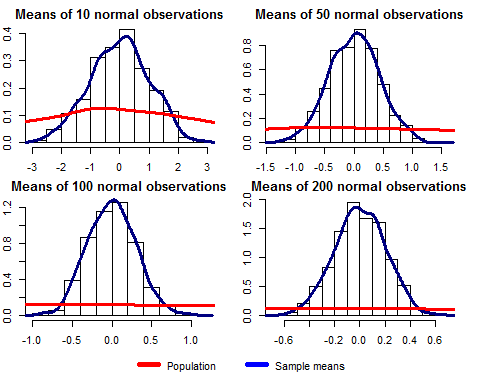 Means of 10 normal observations
0.0 0.1 0.2 0.3 0.4
-3 -2 -1 0 1 2 3
Means of 50 normal observations
0.0 0.2 0.4 0.6 0.8
-1.5 -1.0 -0.5 0.0 0.5 1.0 1.5
Means of 100 normal observations
0.0 0.4 0.8 1.2
-1.0 -0.5 0.0 0.5 1.0
Means of 200 normal observations
0.0 0.5 1.0 1.5 2.0
-0.6 -0.2 0.0 0.2 0.4 0.6
Population Sample means